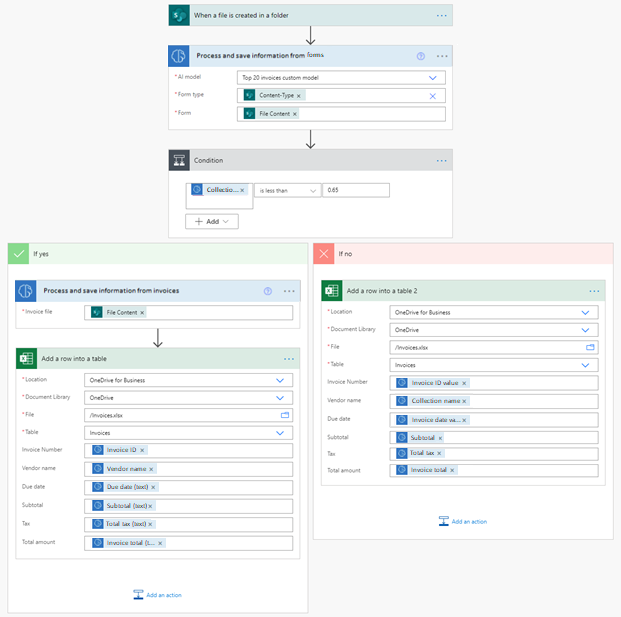 When a file is created in a folder
...
Process and save information from forms
...
* AI model
Top 20 invoices custom model
* Form type
Content-Type ×
* Form
File Content ×
Condition
...
Collectio... ×
is less than
0.65
+ Add
If yes
Process and save information from invoices
...
* Invoice file
File Content ×
Add a row into a table
...
* Location
OneDrive for Business
* Document Library
OneDrive
* File
/Invoices.xlsx
* Table
Invoices
Invoice Number
Invoice ID ×
Vendor name
Vendor name ×
Due date
Due date (text) ×
Subtotal
Subtotal (text) ×
Tax
Total tax (text) ×
Total amount
Invoice total (t... ×
Add an action
If no
Add a row into a table 2
...
* Location
OneDrive for Business
* Document Library
OneDrive
* File
/Invoices.xlsx
* Table
Invoices
Invoice Number
Invoice ID value ×
Vendor name
Collection name ×
Due date
Invoice date va... ×
Subtotal
Subtotal ×
Tax
Total tax ×
Total amount
Invoice total ×
Add an action